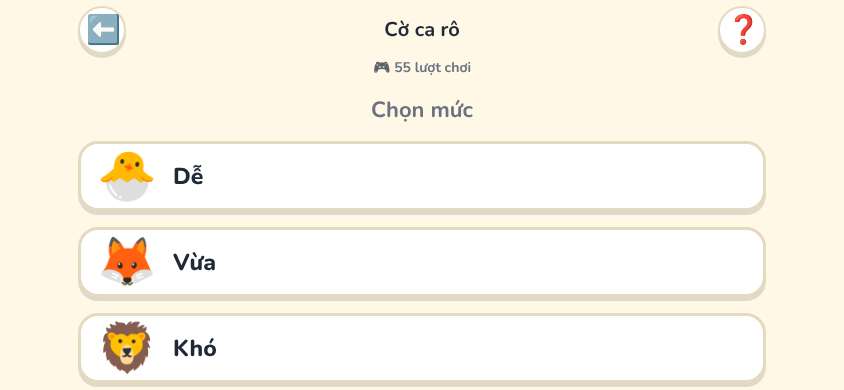 Cờ ca rô
55 lượt chơi
Chọn mức
Dễ
Vừa
Khó